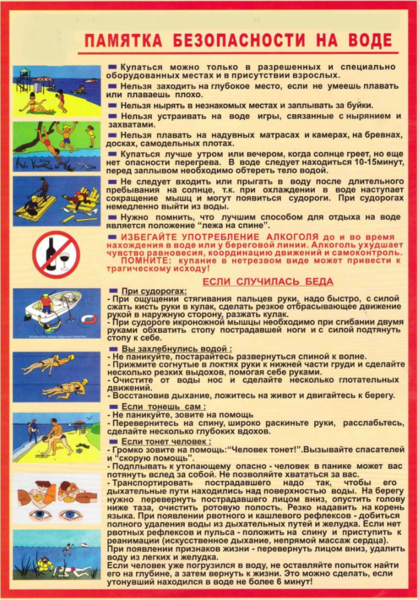 ПАМЯТКА БЕЗОПАСНОСТИ НА ВОДЕ
Купаться можно только в разрешенных и специально
оборудованных местах и в присутствии взрослых.
Нельзя заходить на глубокое место, если не умеешь плавать
или плаваешь плохо.
Нельзя нырять в незнакомых местах и заплывать за буйки.
Нельзя устраивать на воде игры, связанные с нырянием и
захватами.
Нельзя плавать на надувных матрасах и камерах, на бревнах,
досках, самодельных плотах.
Купаться лучше утром или вечером, когда солнце греет, но еще
нет опасности перегрева. В воде следует находиться 10-15минут,
перед заплывом необходимо обтереть тело водой.
Не следует входить или прыгать в воду после длительного
пребывания на солнце, т.к. при охлаждении в воде наступает
сокращение мышц и могут появиться судороги. При судорогах
немедленно выйти из воды.
Нужно помнить, что лучшим способом для отдыха на воде
является положение "лежа на спине".
ИЗБЕГАЙТЕ УПОТРЕБЛЕНИЕ АЛКОГОЛЯ до и во время
нахождения в воде или у береговой линии. Алкоголь ухудшает
чувство равновесия, координацию движений и самоконтроль.
ПОМНИТЕ: купание в нетрезвом виде может привести к
трагическому исходу!
ЕСЛИ СЛУЧИЛАСЬ БЕДА
При судорогах:
- При ощущении стягивания пальцев руки, надо быстро, с силой
сжать кисть руки в кулак, сделать резкое отбрасывающее движение
рукой в наружную сторону, разжать кулак.
- При судороге икроножной мышцы необходимо при сгибании двумя
руками обхватить стопу пострадавшей ноги и с силой подтянуть
стопу к себе.
Вы захлебнулись водой:
- Не паникуйте, постарайтесь развернуться спиной к волне.
- Прижмите согнутые в локтях руки к нижней части груди и сделайте
несколько резких выдохов, помогая себе руками.
- Очистите от воды нос и сделайте несколько глотательных
движений.
- Восстановив дыхание, ложитесь на живот и двигайтесь к берегу.
Если тонешь сам:
- Не паникуйте, зовите на помощь
- Перевернитесь на спину, широко раскиньте руки, расслабьтесь,
сделайте несколько глубоких вдохов.
Если тонет человек:
- Громко зовите на помощь:"Человек тонет!".Вызывайте спасателей
и "скорую помощь".
- Подплывать к утопающему опасно - человек в панике может вас
потянуть след за собой. Не позволяйте хвататься за вас.
- Транспортировать пострадавшего надо так, чтобы его
дыхательные пути находились над поверхностью воды. На берегу
нужно перевернуть пострадавшего лицом вниз, опустить голову
ниже таза, очистить ротовую полость. Резко надавить на корень
языка. При появлении рвотного и кашлевого рефлексов - добиться
полного удаления воды из дыхательных путей и желудка. Если нет
рвотных рефлексов и пульса - положить на спину и приступить к
реанимации (искусственное дыхание, непрямой массаж сердца).
При появлении признаков жизни - перевернуть лицом вниз, удалить
воду из легких и желудка.
Если человек уже погрузился в воду, не оставляйте попыток найти
его на глубине, а затем вернуть к жизни. Это можно сделать, если
утонувший находился в воде не более 6 минут!